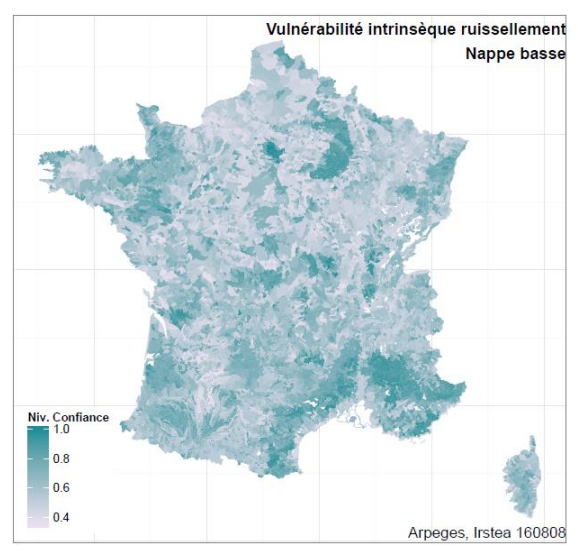 Vulnérabilité intrinsèque ruissellement
Nappe basse
Niv. Confiance
1.0
0.8
0.6
0.4
Arpeges, Irstea 160808